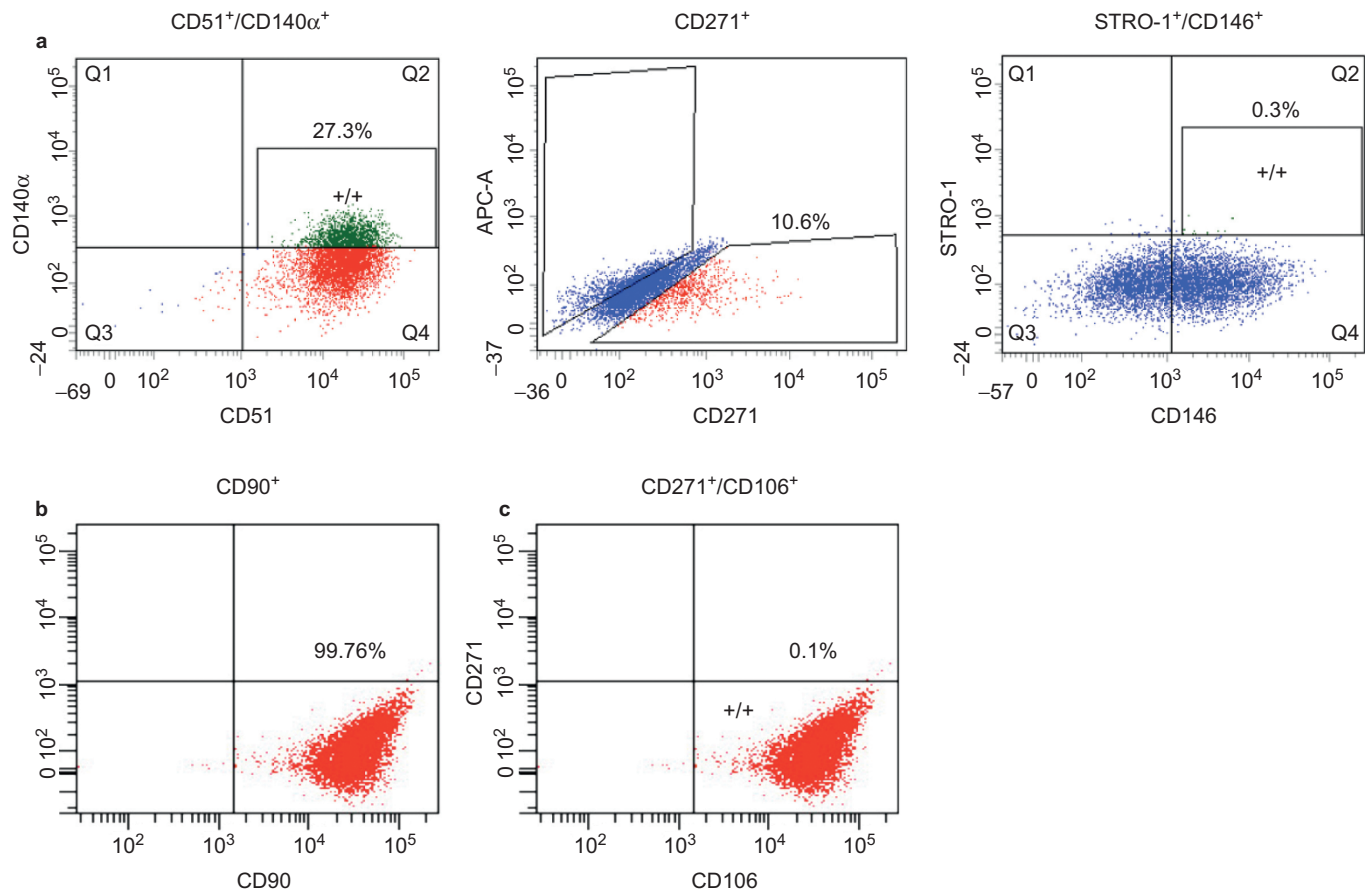 a
CD51⁺/CD140α⁺
Q1
Q2
27.3%
+/+
Q3
Q4
CD140α
10⁵
10⁴
10³
10²
0
−24
−69
0
10²
10³
10⁴
10⁵
CD51
CD271⁺
10.6%
APC-A
10⁵
10⁴
10³
10²
0
−37
−36
0
10²
10³
10⁴
10⁵
CD271
STRO-1⁺/CD146⁺
Q1
Q2
0.3%
+/+
Q3
Q4
STRO-1
10⁵
10⁴
10³
10²
0
−24
−57
0
10²
10³
10⁴
10⁵
CD146
b
CD90⁺
99.76%
10⁵
10⁴
10³
10²
0
10²
10³
10⁴
10⁵
CD90
c
CD271⁺/CD106⁺
0.1%
+/+
CD271
10⁵
10⁴
10³
10²
0
10²
10³
10⁴
10⁵
CD106